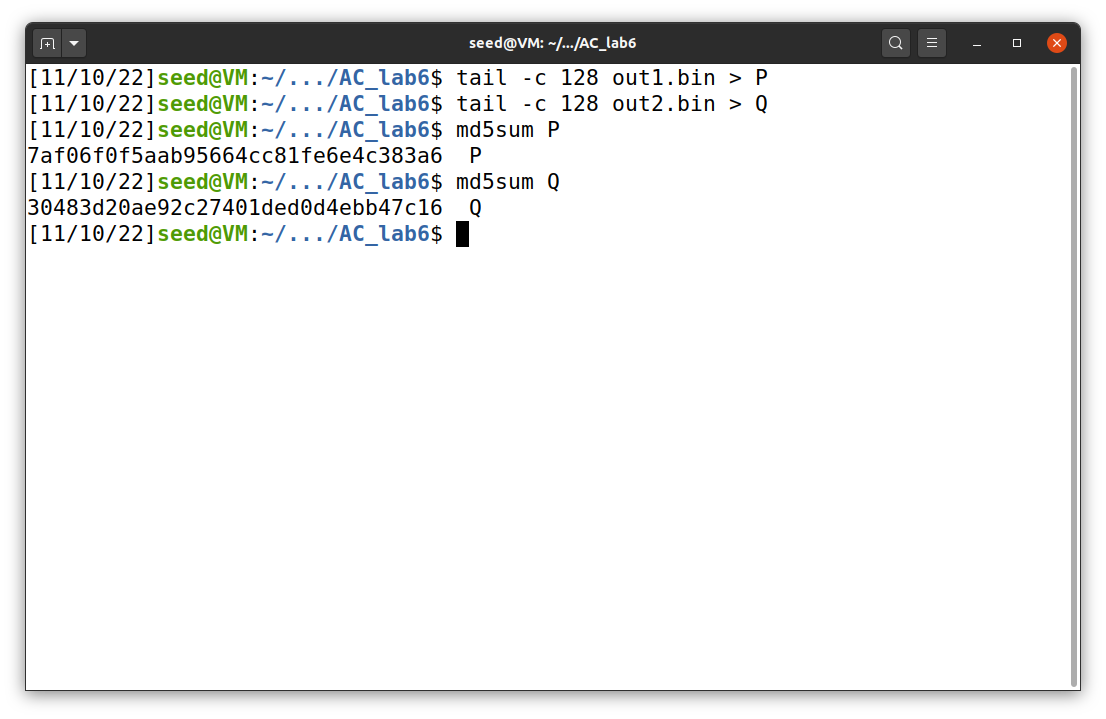 seed@VM: ~/.../AC_lab6
[11/10/22]seed@VM:~/.../AC_lab6$ tail -c 128 out1.bin > P
[11/10/22]seed@VM:~/.../AC_lab6$ tail -c 128 out2.bin > Q
[11/10/22]seed@VM:~/.../AC_lab6$ md5sum P
7af06f0f5aab95664cc81fe6e4c383a6  P
[11/10/22]seed@VM:~/.../AC_lab6$ md5sum Q
30483d20ae92c27401ded0d4ebb47c16  Q
[11/10/22]seed@VM:~/.../AC_lab6$